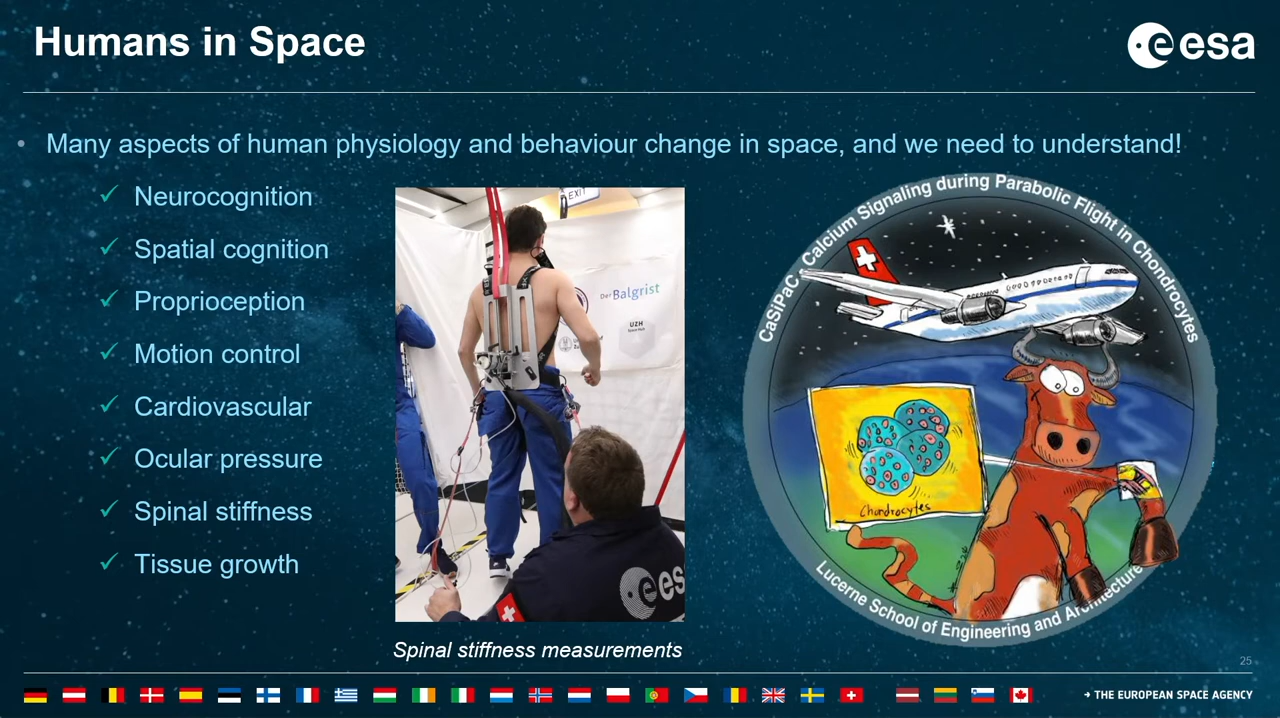 Humans in Space
esa
Many aspects of human physiology and behaviour change in space, and we need to understand!
Neurocognition
Spatial cognition
Proprioception
Motion control
Cardiovascular
Ocular pressure
Spinal stiffness
Tissue growth
EXIT
Der Balgrist
UZH
esa
Spinal stiffness measurements
CaSiPaC - Calcium Signaling during Parabolic Flight in Chondrocytes
Chondrocytes
Lucerne School of Engineering and Architecture
25
→ THE EUROPEAN SPACE AGENCY